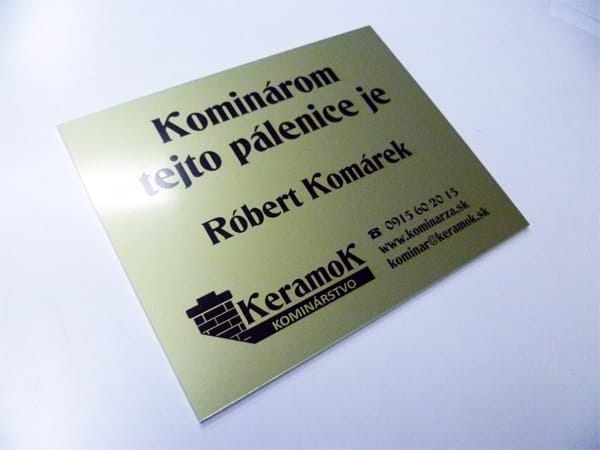 Kominárom
tejto pálenice je
Róbert Komárek
☎ 0915 60 20 15
www.kominarza.sk
kominar@keramok.sk
KeramoK
KOMINÁRSTVO